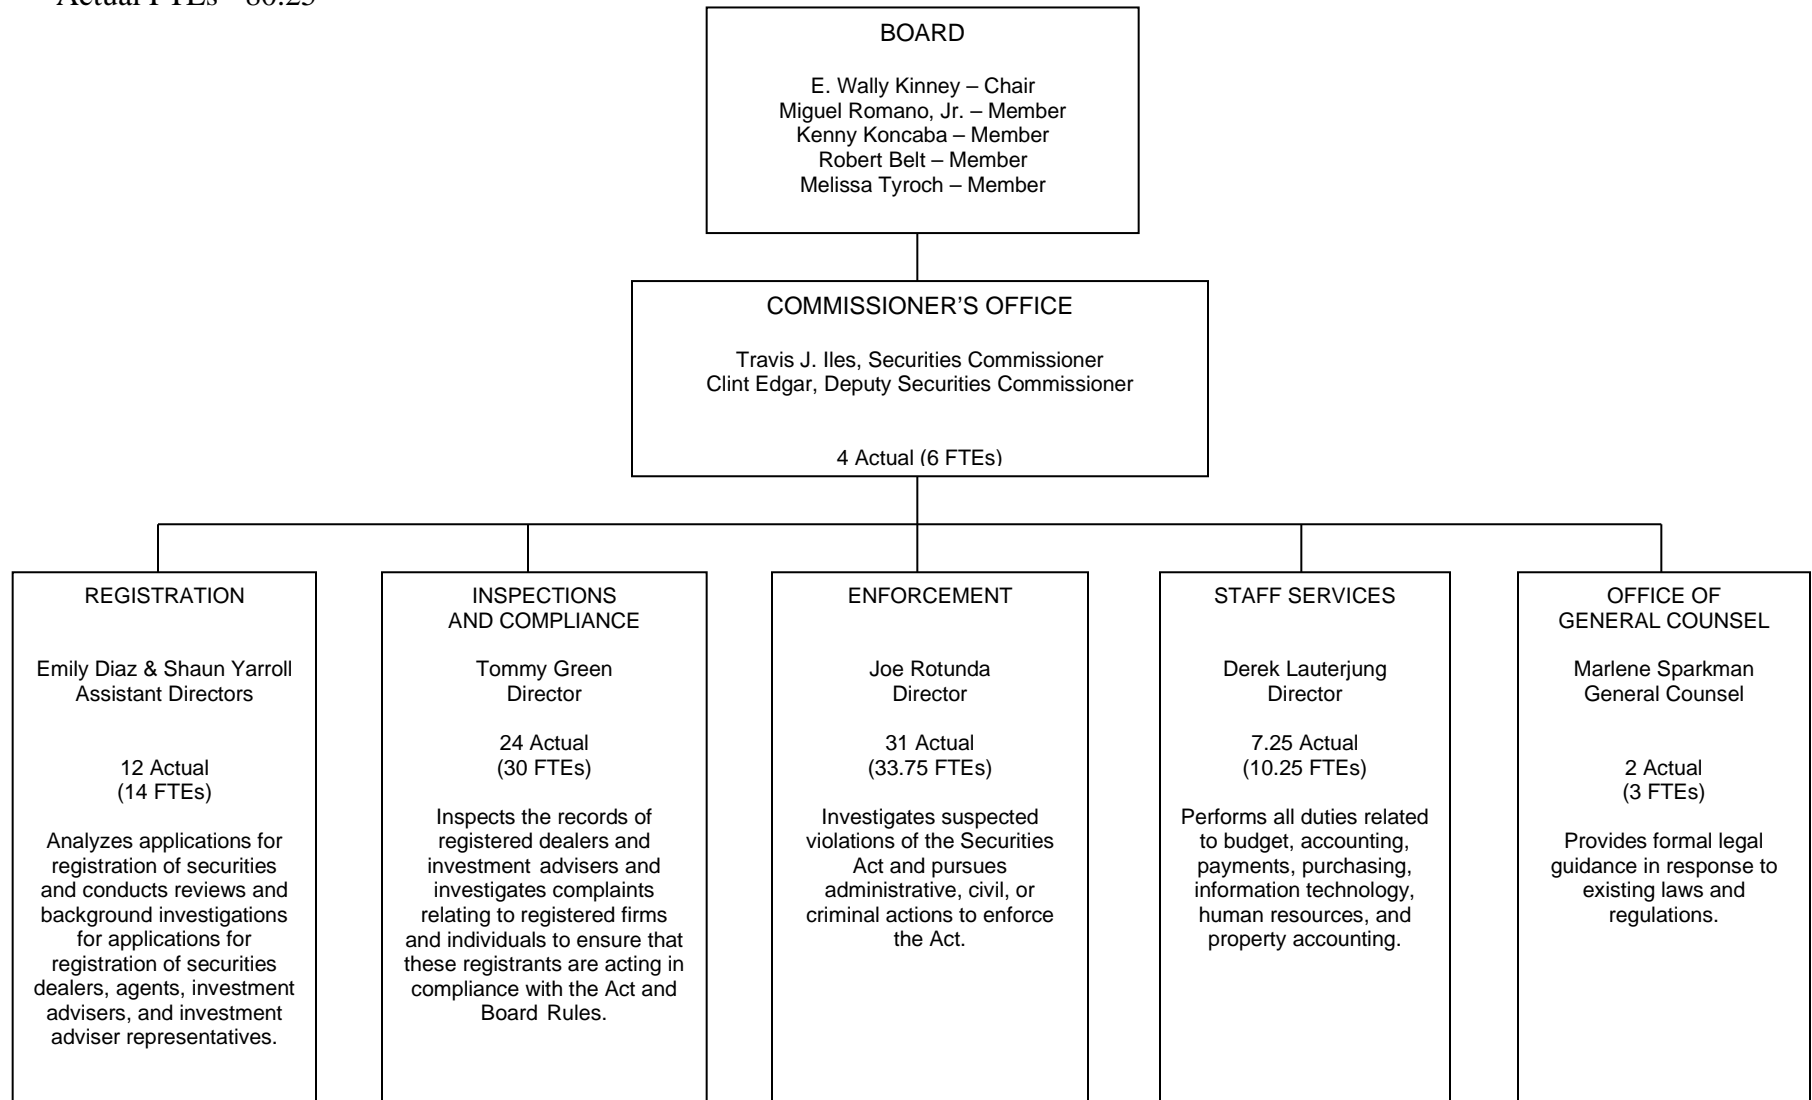 Actual FTEs - 80.25
BOARD
E. Wally Kinney – Chair
Miguel Romano, Jr. – Member
Kenny Koncaba – Member
Robert Belt – Member
Melissa Tyroch – Member
COMMISSIONER'S OFFICE
Travis J. Iles, Securities Commissioner
Clint Edgar, Deputy Securities Commissioner
4 Actual (6 FTEs)
REGISTRATION
Emily Diaz & Shaun Yarroll
Assistant Directors
12 Actual
(14 FTEs)
Analyzes applications for
registration of securities
and conducts reviews and
background investigations
for applications for
registration of securities
dealers, agents, investment
advisers, and investment
adviser representatives.
INSPECTIONS
AND COMPLIANCE
Tommy Green
Director
24 Actual
(30 FTEs)
Inspects the records of
registered dealers and
investment advisers and
investigates complaints
relating to registered firms
and individuals to ensure that
these registrants are acting in
compliance with the Act and
Board Rules.
ENFORCEMENT
Joe Rotunda
Director
31 Actual
(33.75 FTEs)
Investigates suspected
violations of the Securities
Act and pursues
administrative, civil, or
criminal actions to enforce
the Act.
STAFF SERVICES
Derek Lauterjung
Director
7.25 Actual
(10.25 FTEs)
Performs all duties related
to budget, accounting,
payments, purchasing,
information technology,
human resources, and
property accounting.
OFFICE OF
GENERAL COUNSEL
Marlene Sparkman
General Counsel
2 Actual
(3 FTEs)
Provides formal legal
guidance in response to
existing laws and
regulations.